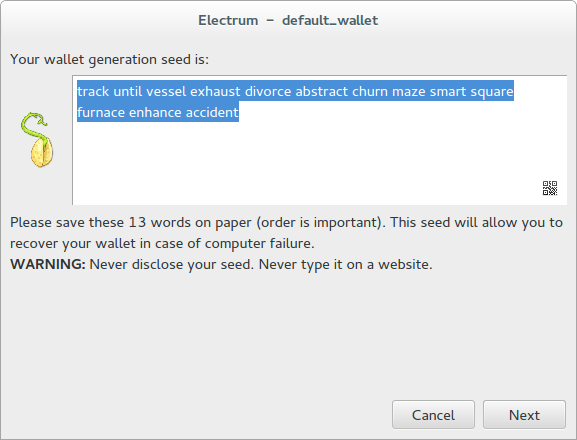 Electrum – default_wallet
Your wallet generation seed is:
track until vessel exhaust divorce abstract churn maze smart square
furnace enhance accident
Please save these 13 words on paper (order is important). This seed will allow you to
recover your wallet in case of computer failure.
WARNING: Never disclose your seed. Never type it on a website.
Cancel
Next